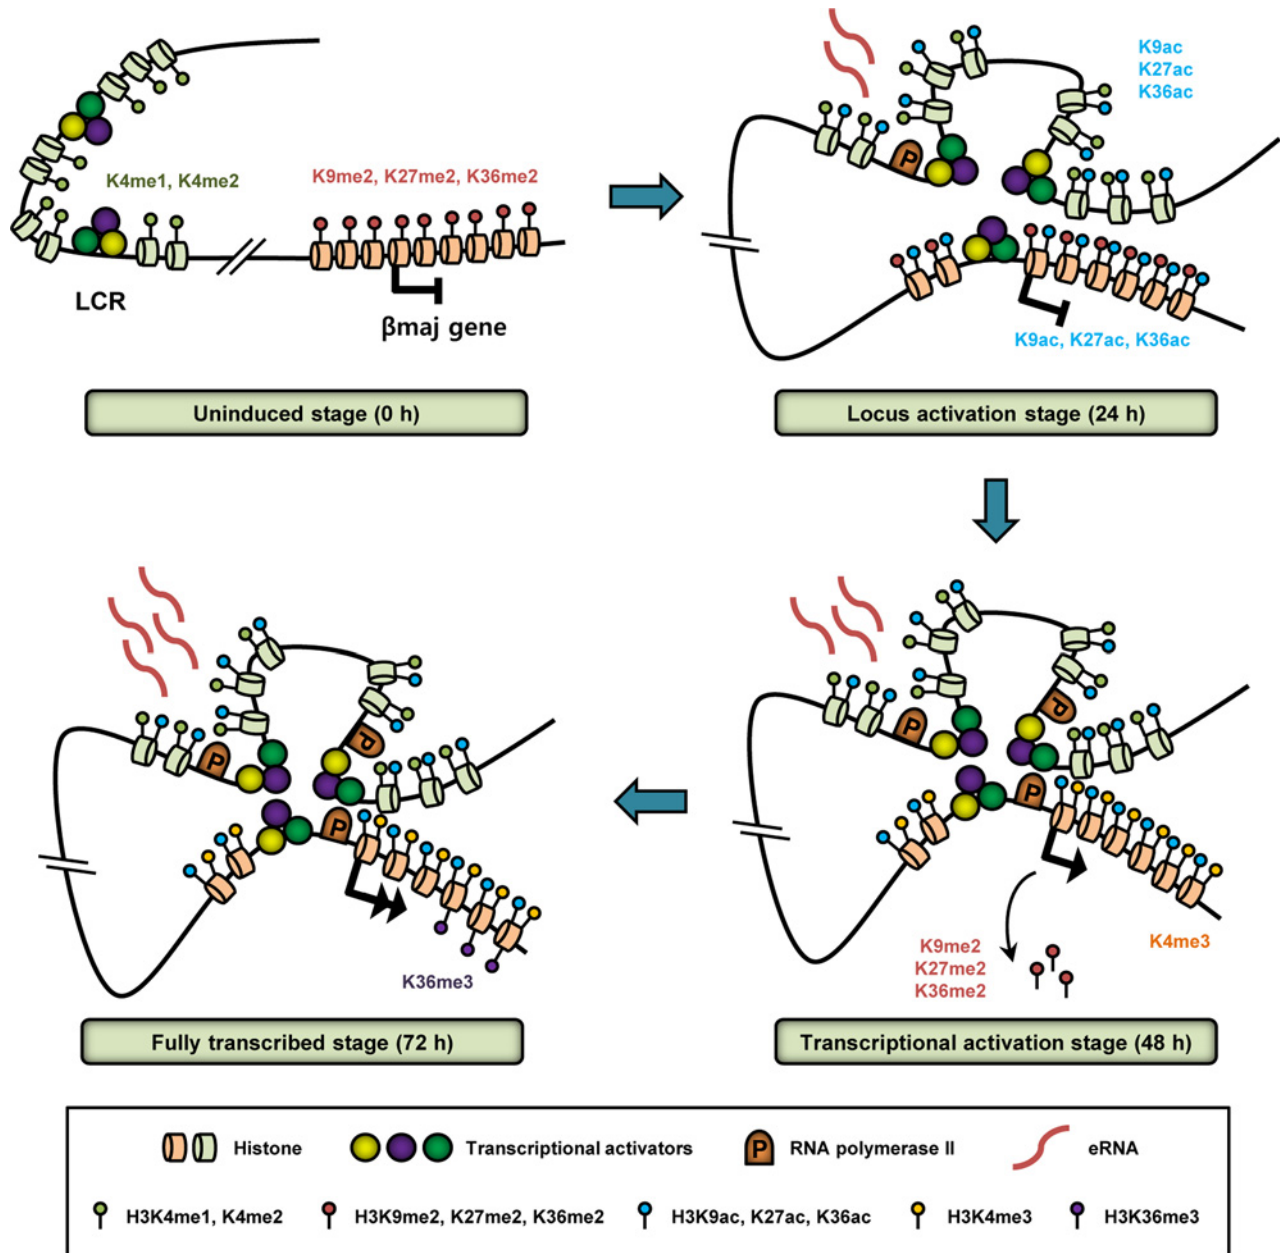 K4me1, K4me2
K9me2, K27me2, K36me2
LCR
βmaj gene
Uninduced stage (0 h)
K9ac
K27ac
K36ac
P
K9ac, K27ac, K36ac
Locus activation stage (24 h)
P
P
P
K36me3
Fully transcribed stage (72 h)
P
P
P
K9me2
K27me2
K36me2
K4me3
Transcriptional activation stage (48 h)
Histone
Transcriptional activators
P
RNA polymerase II
eRNA
H3K4me1, K4me2
H3K9me2, K27me2, K36me2
H3K9ac, K27ac, K36ac
H3K4me3
H3K36me3